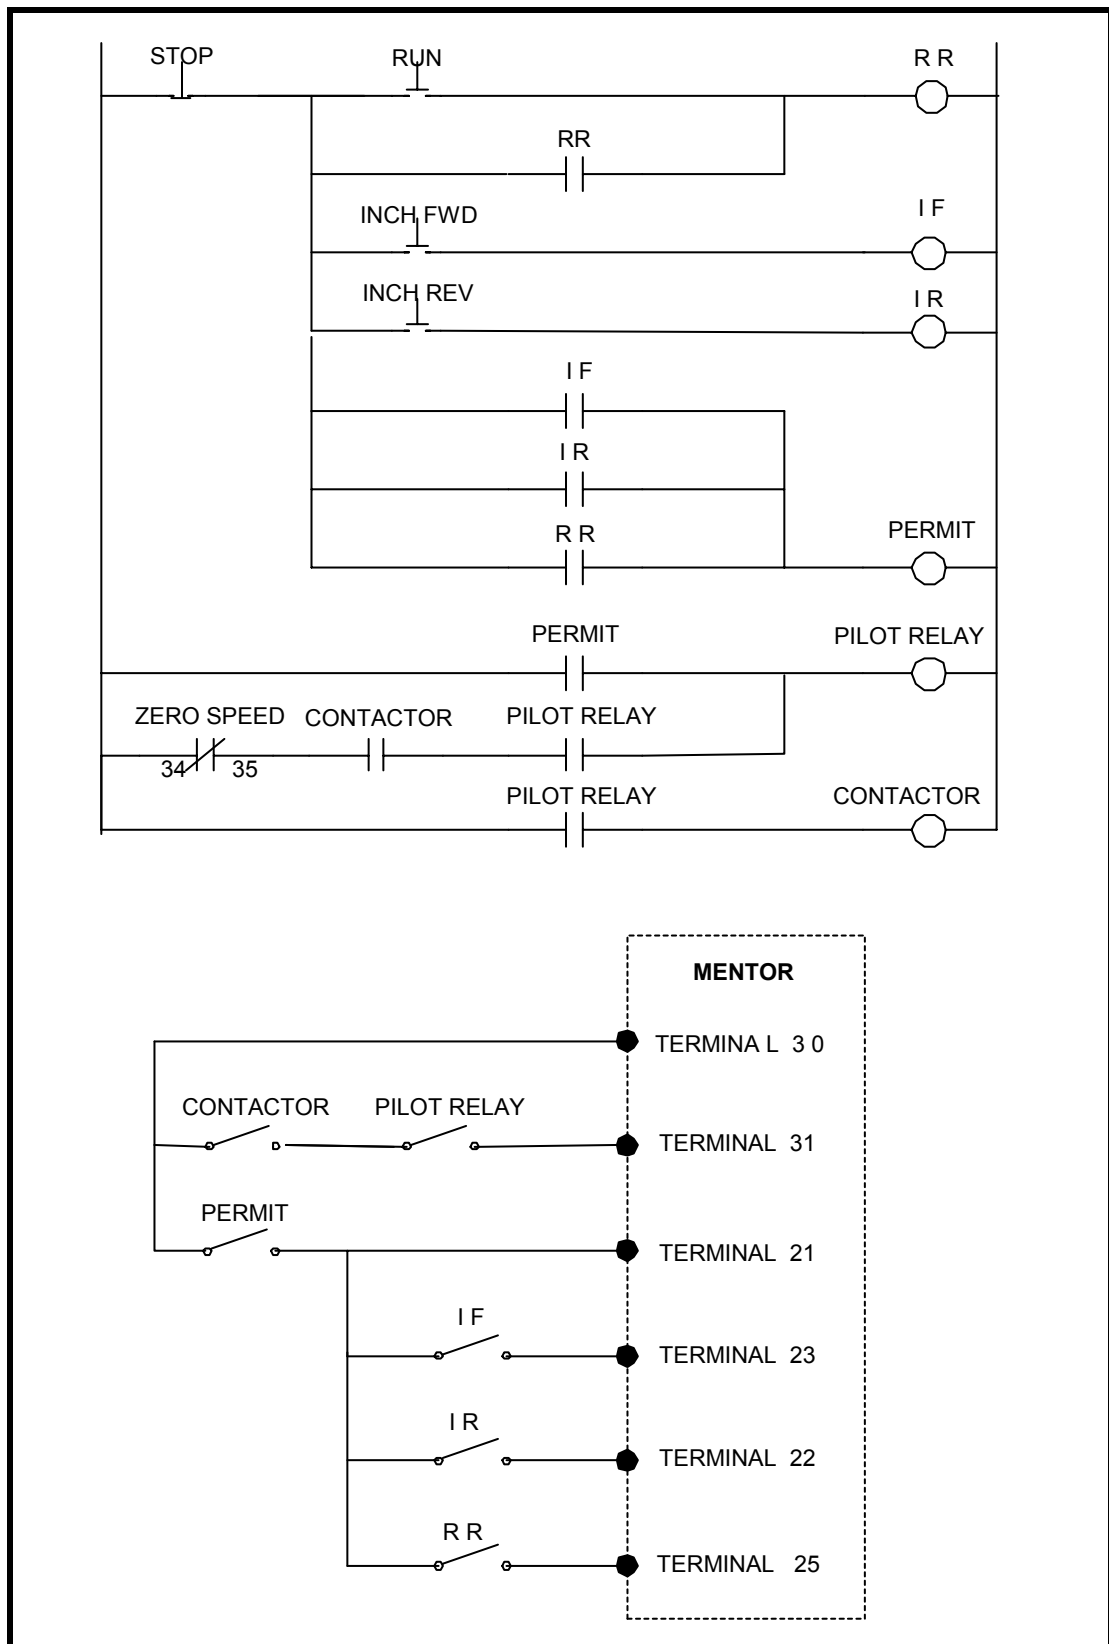 STOP
RUN
R R
RR
INCH FWD
I F
INCH REV
I R
I F
I R
R R
PERMIT
PERMIT
PILOT RELAY
ZERO SPEED
CONTACTOR
PILOT RELAY
34
35
PILOT RELAY
CONTACTOR
MENTOR
TERMINA L 3 0
CONTACTOR
PILOT RELAY
TERMINAL 31
PERMIT
TERMINAL 21
I F
TERMINAL 23
I R
TERMINAL 22
R R
TERMINAL 25